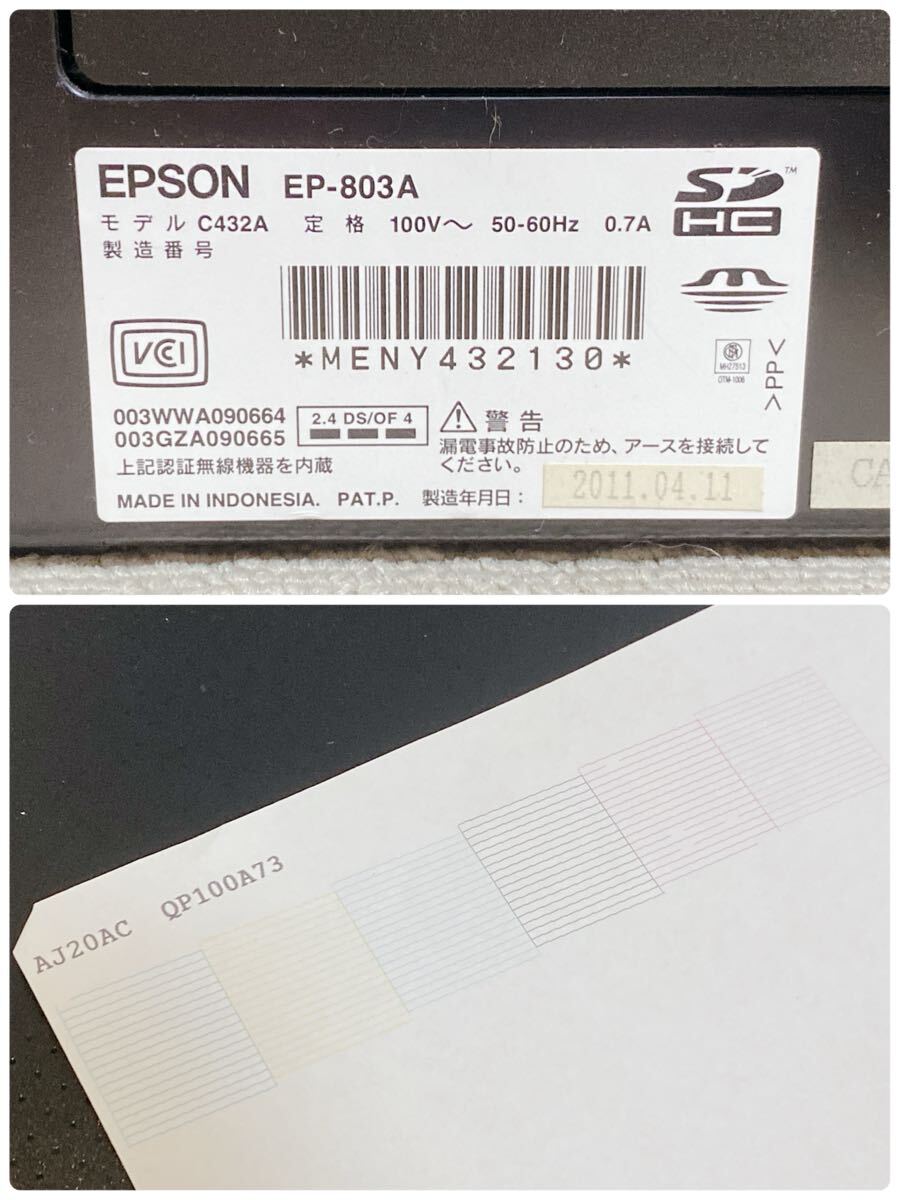 EPSON EP-803A
モデル C432A 定格 100V～ 50-60Hz 0.7A
製造番号
SD HC ™
*MENY432130*
VCI
MH27513
OTM-1006
>PP<
003WWA090664
003GZA090665
2.4 DS/OF 4
上記認証無線機器を内蔵
警告
漏電事故防止のため、アースを接続して
ください。
MADE IN INDONESIA. PAT.P. 製造年月日：2011.04.11
CA
AJ20AC QP100A73